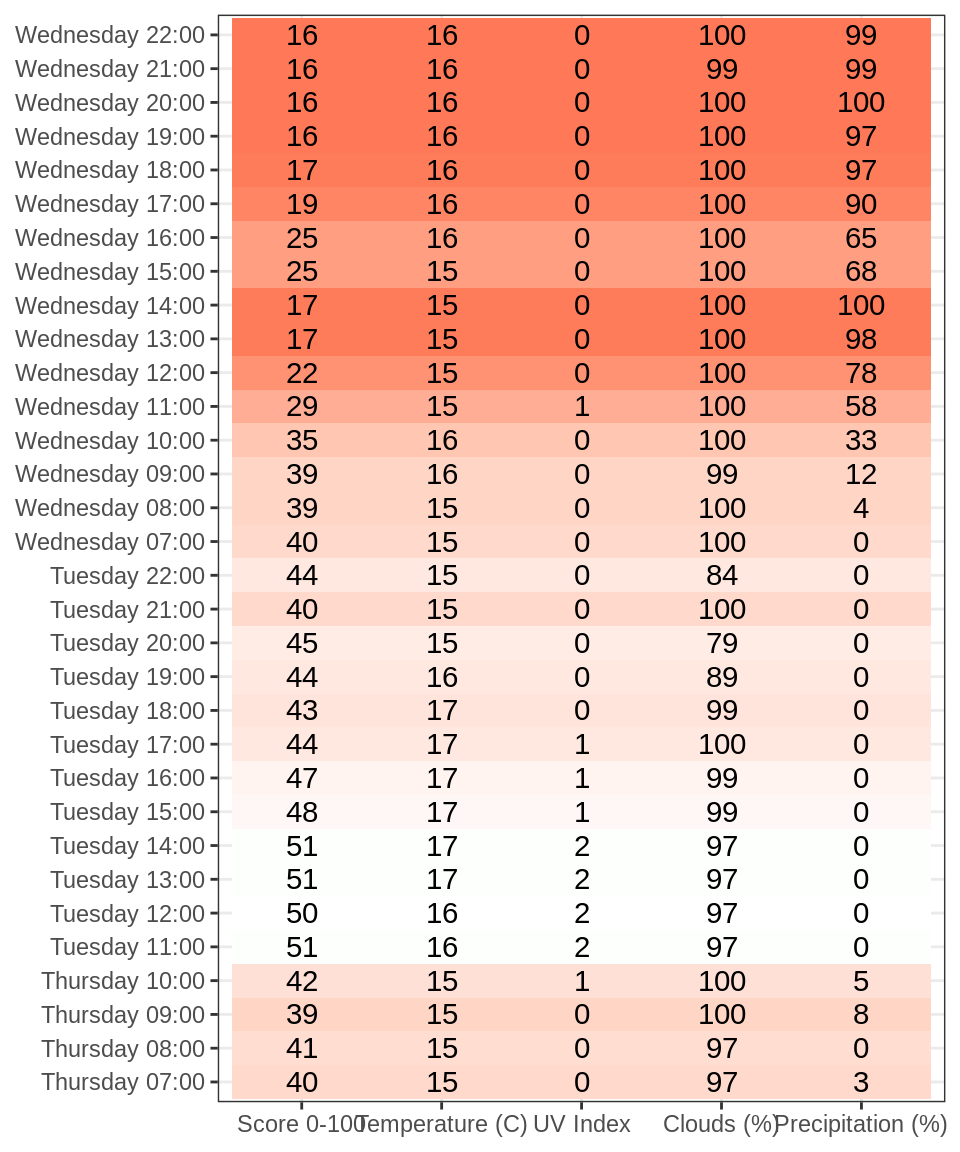 Wednesday 22:00 16 16 0 100 99
Wednesday 21:00 16 16 0 99 99
Wednesday 20:00 16 16 0 100 100
Wednesday 19:00 16 16 0 100 97
Wednesday 18:00 17 16 0 100 97
Wednesday 17:00 19 16 0 100 90
Wednesday 16:00 25 16 0 100 65
Wednesday 15:00 25 15 0 100 68
Wednesday 14:00 17 15 0 100 100
Wednesday 13:00 17 15 0 100 98
Wednesday 12:00 22 15 0 100 78
Wednesday 11:00 29 15 1 100 58
Wednesday 10:00 35 16 0 100 33
Wednesday 09:00 39 16 0 99 12
Wednesday 08:00 39 15 0 100 4
Wednesday 07:00 40 15 0 100 0
Tuesday 22:00 44 15 0 84 0
Tuesday 21:00 40 15 0 100 0
Tuesday 20:00 45 15 0 79 0
Tuesday 19:00 44 16 0 89 0
Tuesday 18:00 43 17 0 99 0
Tuesday 17:00 44 17 1 100 0
Tuesday 16:00 47 17 1 99 0
Tuesday 15:00 48 17 1 99 0
Tuesday 14:00 51 17 2 97 0
Tuesday 13:00 51 17 2 97 0
Tuesday 12:00 50 16 2 97 0
Tuesday 11:00 51 16 2 97 0
Thursday 10:00 42 15 1 100 5
Thursday 09:00 39 15 0 100 8
Thursday 08:00 41 15 0 97 0
Thursday 07:00 40 15 0 97 3
Score 0-100 Temperature (C) UV Index Clouds (%) Precipitation (%)